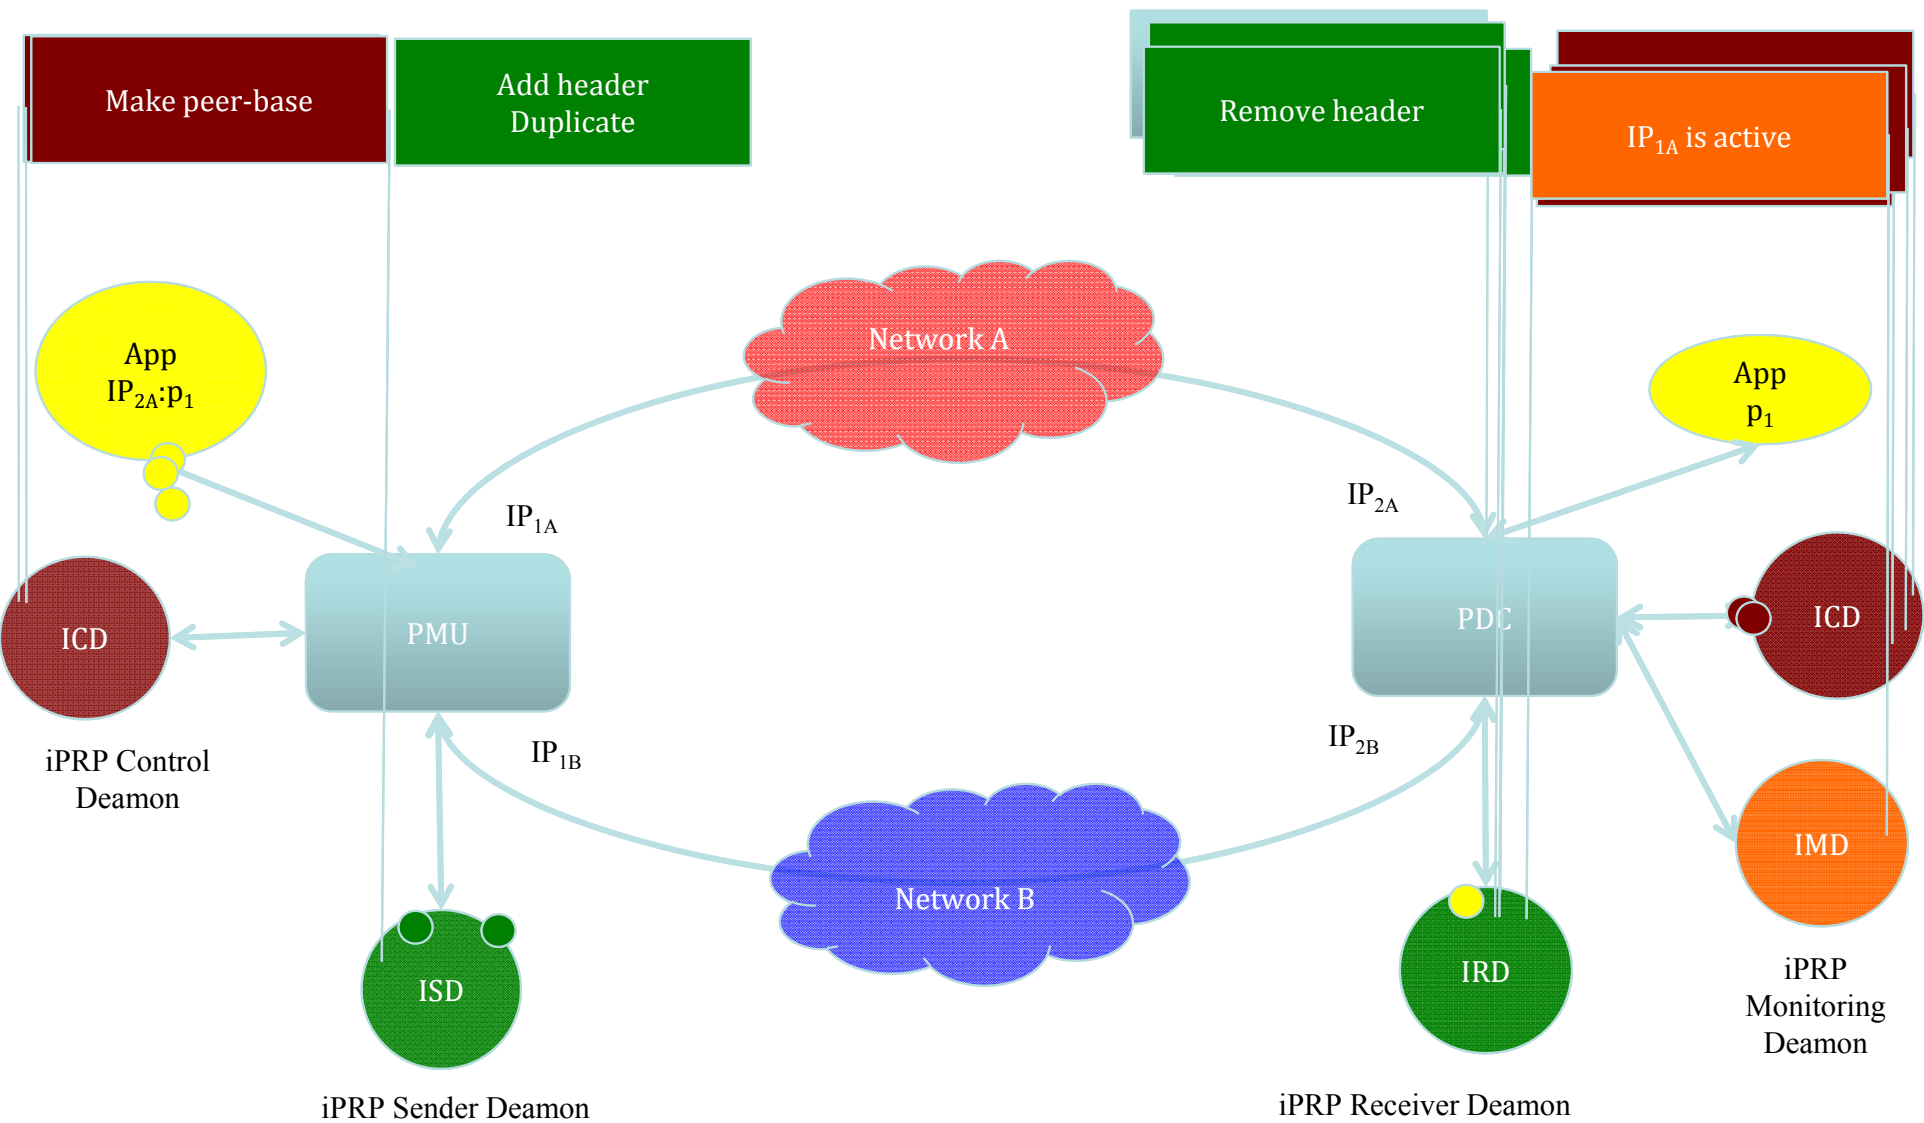 Make peer-base
Add header
Duplicate
Remove header
IP₁A is active
App
IP₂A:p₁
Network A
App
p₁
IP₁A
IP₂A
ICD
PMU
PDC
ICD
IP₁B
IP₂B
iPRP Control
Deamon
IMD
Network B
ISD
IRD
iPRP
Monitoring
Deamon
iPRP Sender Deamon
iPRP Receiver Deamon